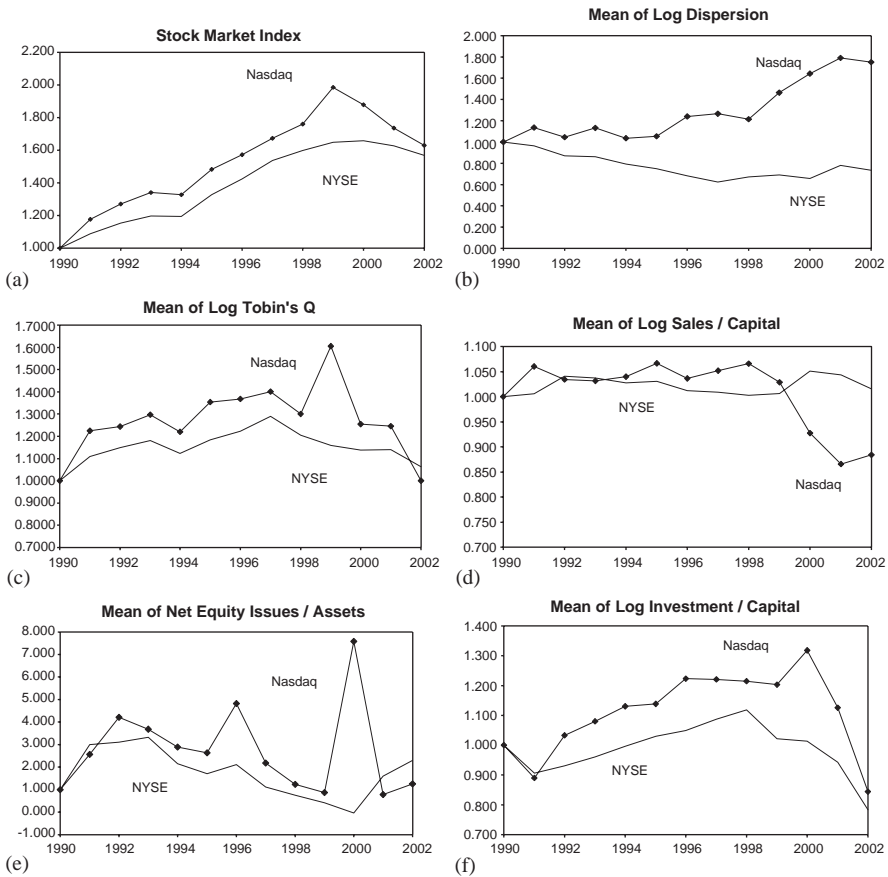 Stock Market Index
2.200
2.000
1.800
1.600
1.400
1.200
1.000
Nasdaq
NYSE
1990 1992 1994 1996 1998 2000 2002
(a)
Mean of Log Dispersion
2.000
1.800
1.600
1.400
1.200
1.000
0.800
0.600
0.400
0.200
0.000
Nasdaq
NYSE
1990 1992 1994 1996 1998 2000 2002
(b)
Mean of Log Tobin's Q
1.7000
1.6000
1.5000
1.4000
1.3000
1.2000
1.1000
1.0000
0.9000
0.8000
0.7000
Nasdaq
NYSE
1990 1992 1994 1996 1998 2000 2002
(c)
Mean of Log Sales / Capital
1.100
1.050
1.000
0.950
0.900
0.850
0.800
0.750
0.700
NYSE
Nasdaq
1990 1992 1994 1996 1998 2000 2002
(d)
Mean of Net Equity Issues / Assets
8.000
7.000
6.000
5.000
4.000
3.000
2.000
1.000
0.000
-1.000
Nasdaq
NYSE
1990 1992 1994 1996 1998 2000 2002
(e)
Mean of Log Investment / Capital
1.400
1.300
1.200
1.100
1.000
0.900
0.800
0.700
Nasdaq
NYSE
1990 1992 1994 1996 1998 2000 2002
(f)